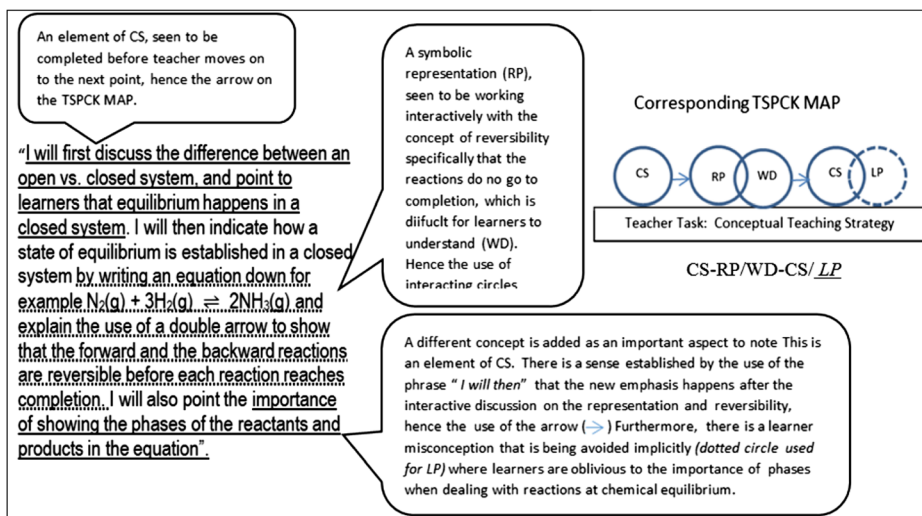 An element of CS, seen to be
completed before teacher moves on
to the next point, hence the arrow on
the TSPCK MAP.
“I will first discuss the difference between an
open vs. closed system, and point to
learners that equilibrium happens in a
closed system. I will then indicate how a
state of equilibrium is established in a closed
system by writing an equation down for
example N₂(g) + 3H₂(g) ⇌ 2NH₃(g) and
explain the use of a double arrow to show
that the forward and the backward reactions
are reversible before each reaction reaches
completion. I will also point the importance
of showing the phases of the reactants and
products in the equation”.
A symbolic
representation (RP),
seen to be working
interactively with the
concept of reversibility
specifically that the
reactions do no go to
completion, which is
diifuclt for learners to
understand (WD).
Hence the use of
interacting circles
Corresponding TSPCK MAP
CS RP WD CS LP
Teacher Task: Conceptual Teaching Strategy
CS-RP/WD-CS/ LP
A different concept is added as an important aspect to note This is
an element of CS. There is a sense established by the use of the
phrase “ I will then” that the new emphasis happens after the
interactive discussion on the representation and reversibility,
hence the use of the arrow (→) Furthermore, there is a learner
misconception that is being avoided implicitly (dotted circle used
for LP) where learners are oblivious to the importance of phases
when dealing with reactions at chemical equilibrium.